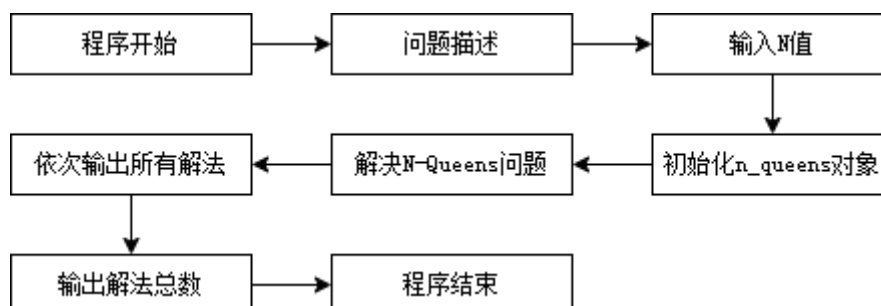 程序开始
问题描述
输入N值
初始化n_queens对象
解决N-Queens问题
依次输出所有解法
输出解法总数
程序结束